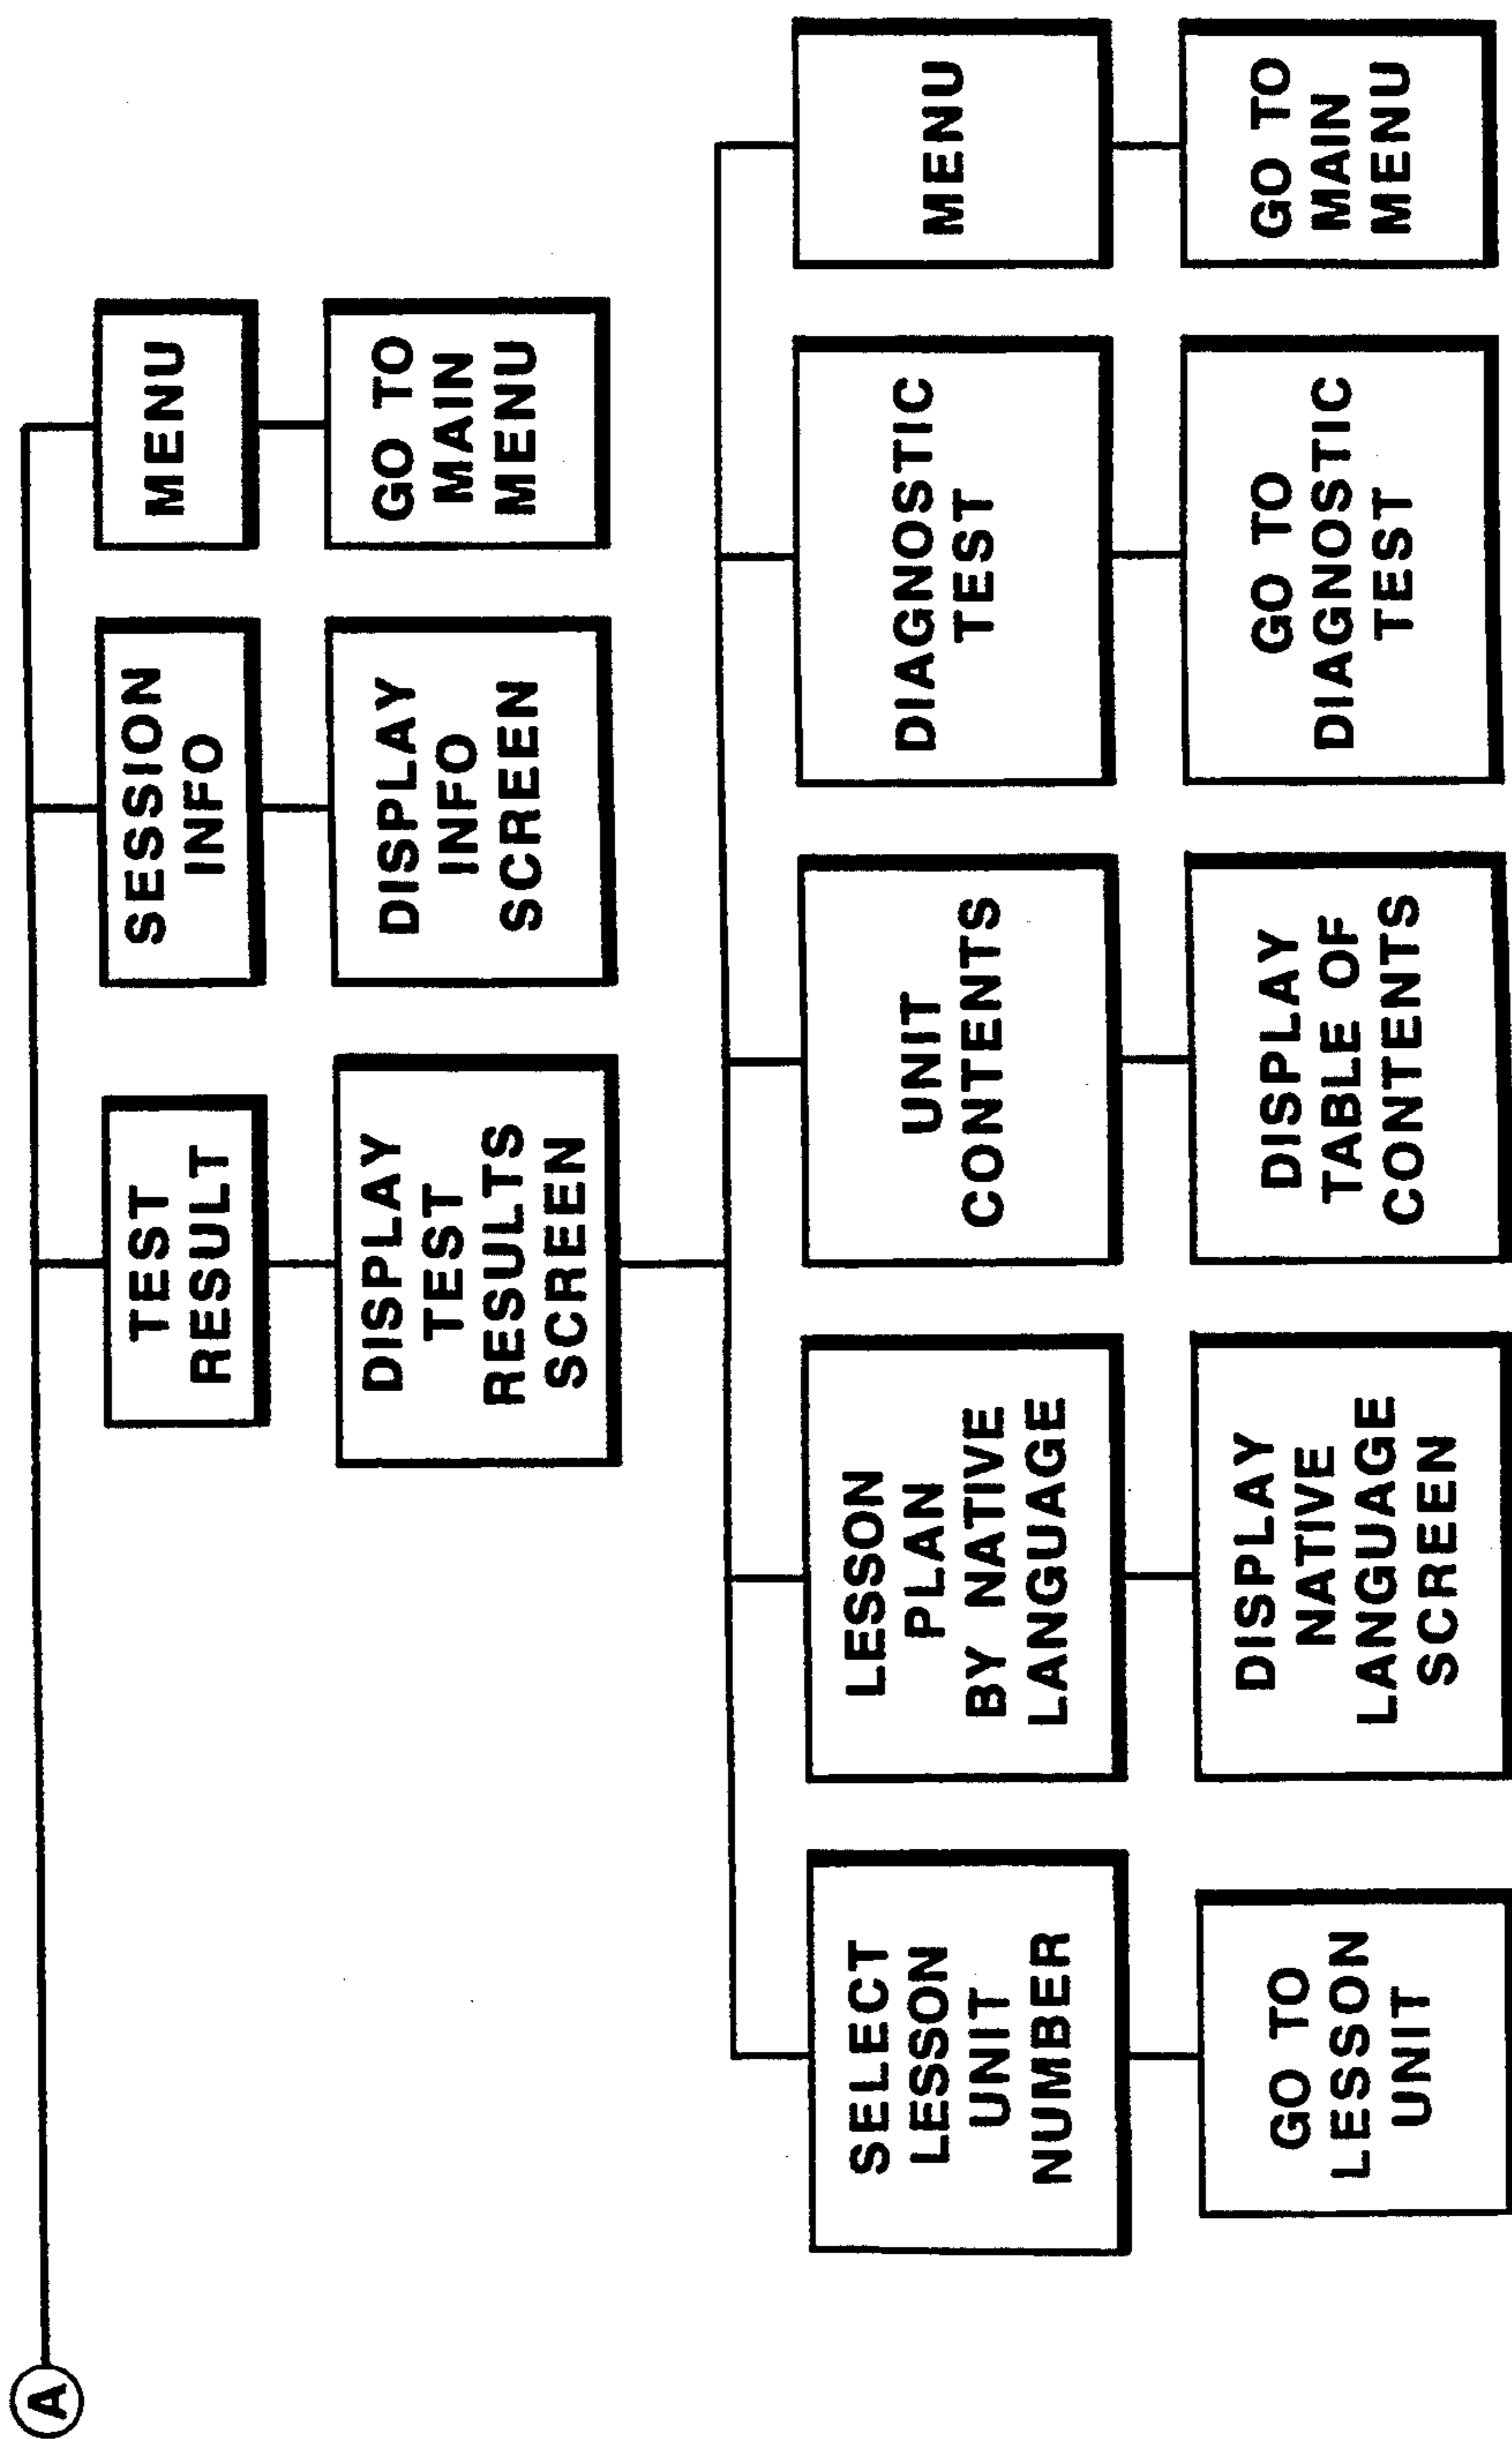 A
TEST
RESULT
SESSION
INFO
MENU
DISPLAY
TEST
RESULTS
SCREEN
DISPLAY
INFO
SCREEN
GO TO
MAIN
MENU
SELECT
LESSON
UNIT
NUMBER
LESSON
PLAN
BY NATIVE
LANGUAGE
UNIT
CONTENTS
DIAGNOSTIC
TEST
MENU
GO TO
LESSON
UNIT
DISPLAY
NATIVE
LANGUAGE
SCREEN
DISPLAY
TABLE OF
CONTENTS
GO TO
DIAGNOSTIC
TEST
GO TO
MAIN
MENU